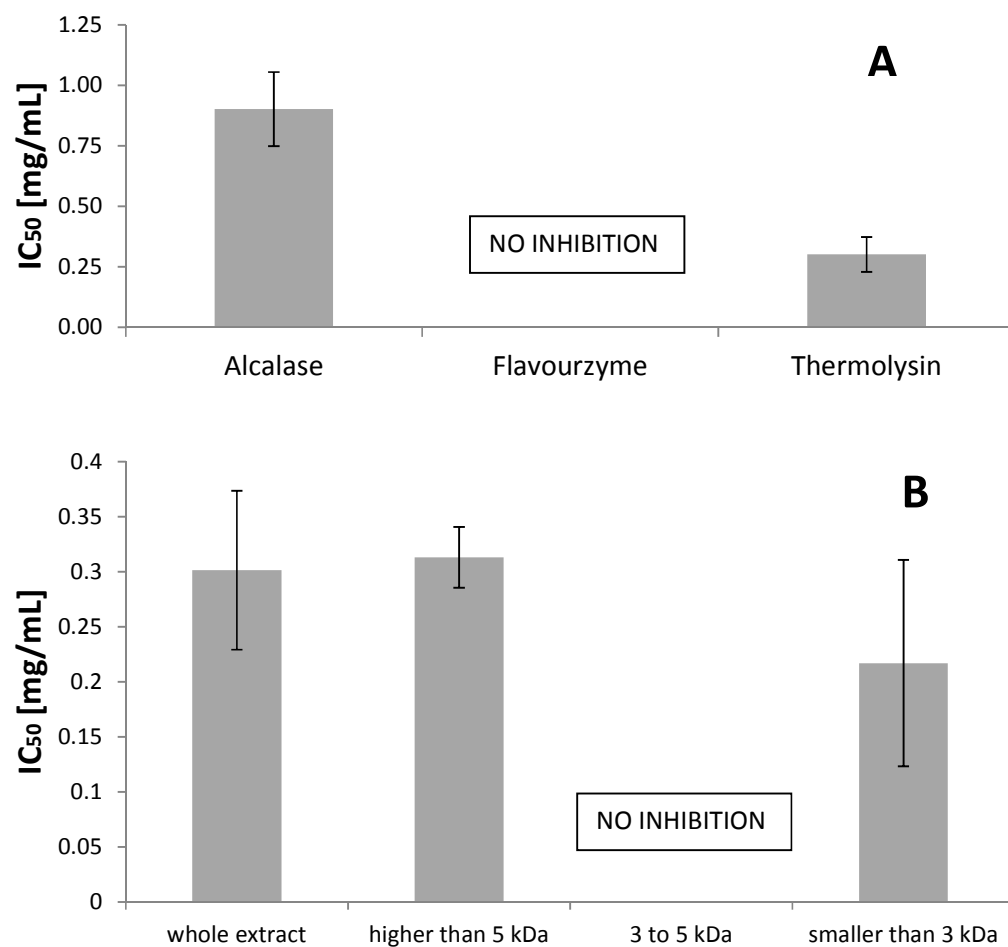 A
IC50 [mg/mL]
1.25
1.00
0.75
0.50
0.25
0.00
NO INHIBITION
Alcalase Flavourzyme Thermolysin
B
IC50 [mg/mL]
0.4
0.35
0.3
0.25
0.2
0.15
0.1
0.05
0
NO INHIBITION
whole extract higher than 5 kDa 3 to 5 kDa smaller than 3 kDa